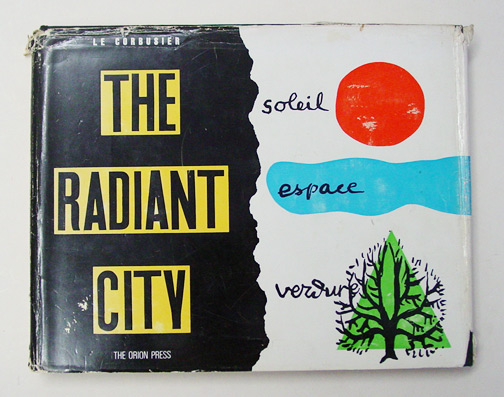 LE CORBUSIER
THE
RADIANT
CITY
THE ORION PRESS
soleil
espace
verdure